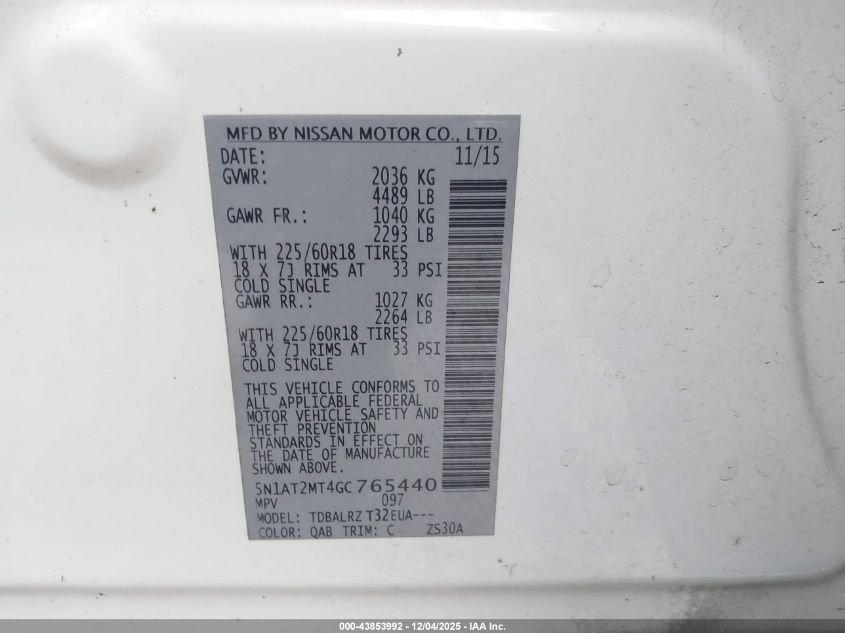 MFD BY NISSAN MOTOR CO., LTD.
DATE: 11/15
GVWR: 2036 KG
4489 LB
GAWR FR.: 1040 KG
2293 LB
WITH 225/60R18 TIRES
18 X 7J RIMS AT 33 PSI
COLD SINGLE
GAWR RR.: 1027 KG
2264 LB
WITH 225/60R18 TIRES
18 X 7J RIMS AT 33 PSI
COLD SINGLE
THIS VEHICLE CONFORMS TO
ALL APPLICABLE FEDERAL
MOTOR VEHICLE SAFETY AND
THEFT PREVENTION
STANDARDS IN EFFECT ON
THE DATE OF MANUFACTURE
SHOWN ABOVE.
5N1AT2MT4GC765440
MPV 097
MODEL: TDBALRZ T32EUA---
COLOR: QAB TRIM: C ZS30A
000-43853992 - 12/04/2025 - IAA Inc.